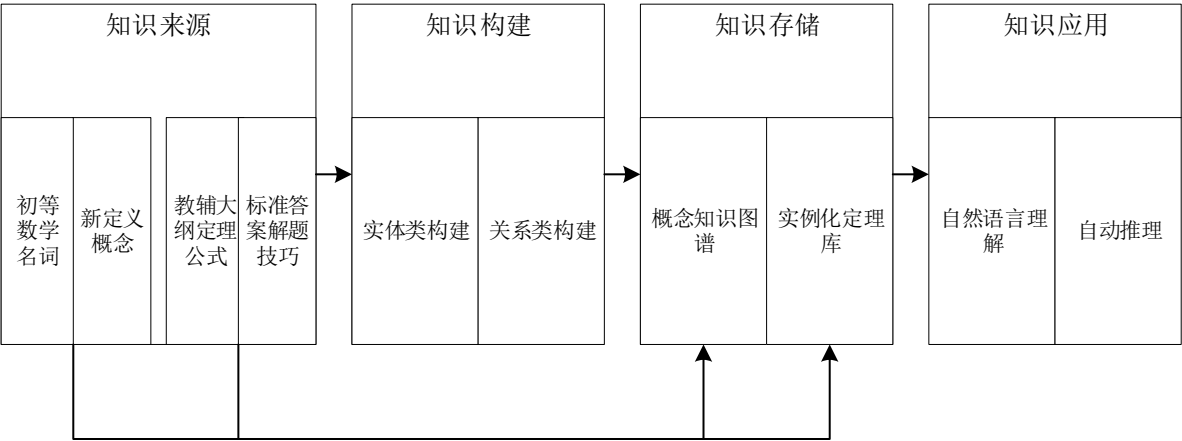 知识来源
知识构建
知识存储
知识应用
初等
数学
名词
新定义
概念
教辅大
纲定理
公式
标准答
案解题
技巧
实体类构建
关系类构建
概念知识图
谱
实例化定理
库
自然语言理
解
自动推理